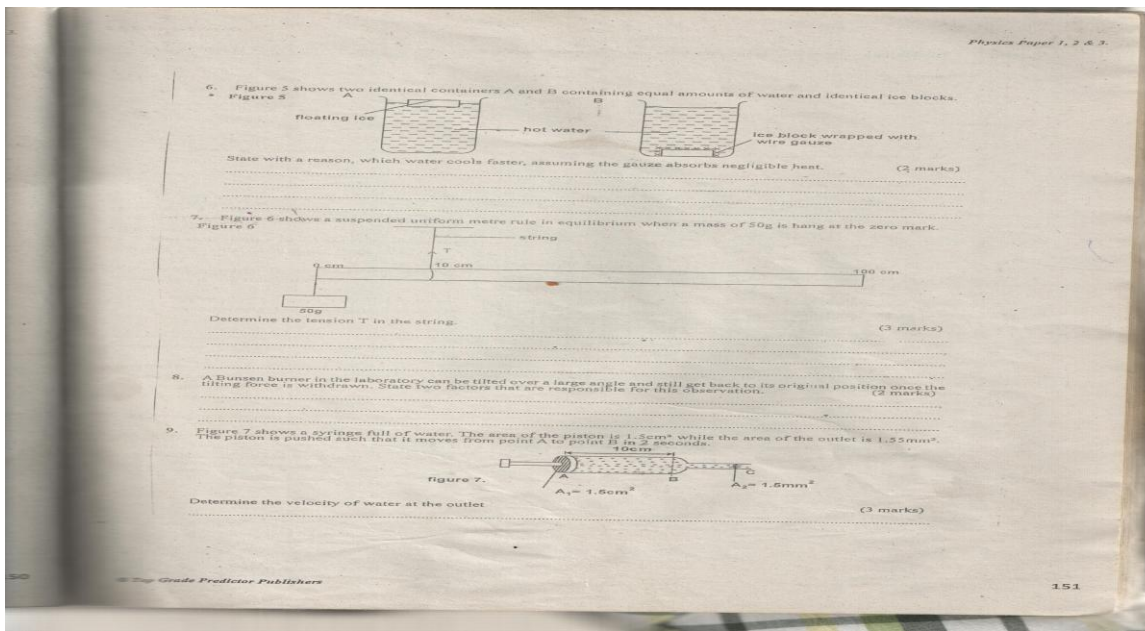 Physics Paper 1, 2 & 3.
6. Figure 5 shows two identical containers A and B containing equal amounts of water and identical ice blocks.
Figure 5
A
B
floating ice
hot water
ice block wrapped with
wire gauze
State with a reason, which water cools faster, assuming the gauze absorbs negligible heat. (2 marks)
7. Figure 6 shows a suspended uniform metre rule in equilibrium when a mass of 50g is hang at the zero mark.
Figure 6
string
T
0 cm 10 cm 100 cm
50g
Determine the tension T in the string. (3 marks)
8. A Bunsen burner in the laboratory can be tilted over a large angle and still get back to its original position once the
tilting force is withdrawn. State two factors that are responsible for this observation. (2 marks)
9. Figure 7 shows a syringe full of water. The area of the piston is 1.5cm² while the area of the outlet is 1.55mm².
The piston is pushed such that it moves from point A to point B in 2 seconds.
10cm
figure 7.
A B C
A₁= 1.5cm² A₂= 1.5mm²
Determine the velocity of water at the outlet (3 marks)
50 © Top Grade Predictor Publishers 151